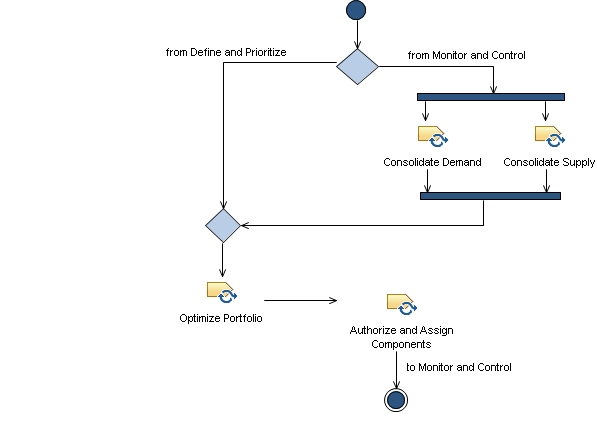 from Define and Prioritize
from Monitor and Control
Consolidate Demand
Consolidate Supply
Optimize Portfolio
Authorize and Assign
Components
to Monitor and Control